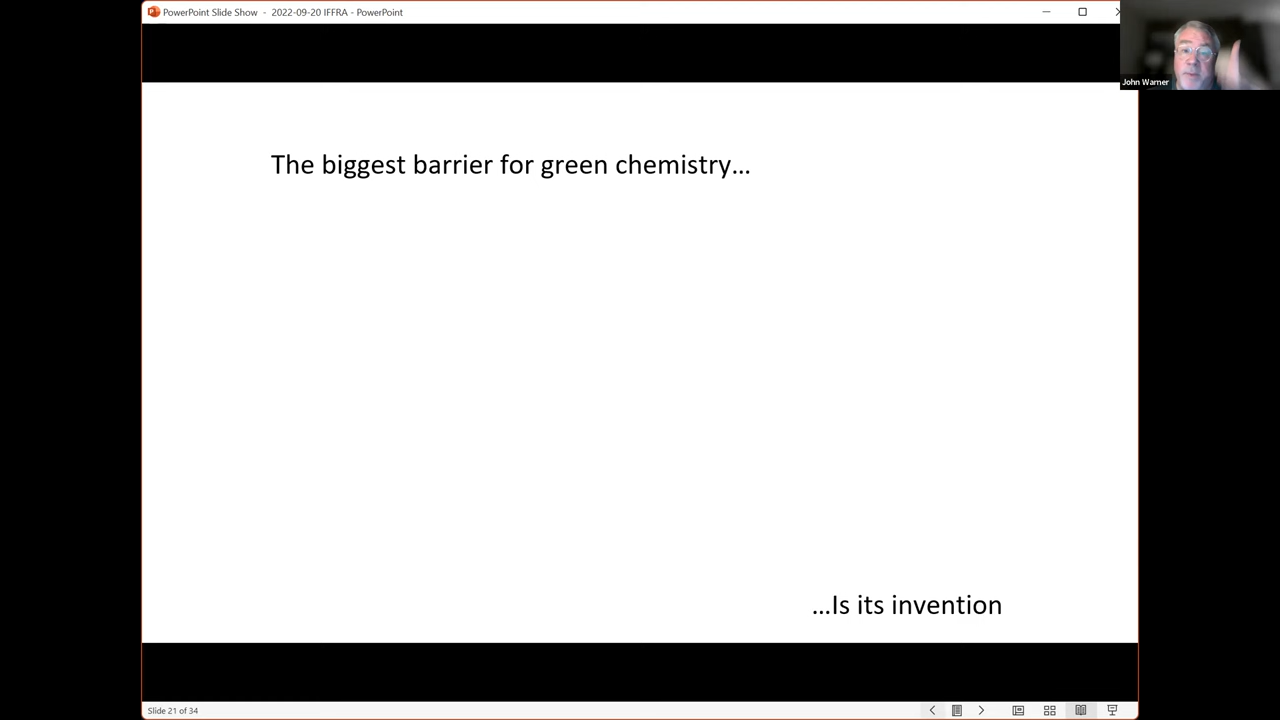 PowerPoint Slide Show - 2022-09-20 IFFRA - PowerPoint
John Warner
The biggest barrier for green chemistry...
...Is its invention
Slide 21 of 34